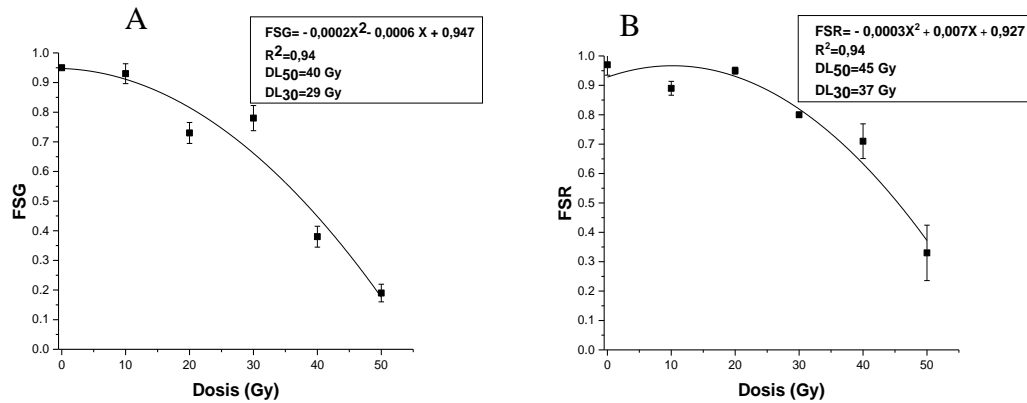 A
FSG= - 0,0002X²- 0,0006 X + 0,947
R²=0,94
DL50=40 Gy
DL30=29 Gy
1.0
0.9
0.8
0.7
0.6
0.5
0.4
0.3
0.2
0.1
0.0
FSG
0 10 20 30 40 50
Dosis (Gy)
B
FSR= - 0,0003X² + 0,007X + 0,927
R²=0,94
DL50=45 Gy
DL30=37 Gy
1.0
0.9
0.8
0.7
0.6
0.5
0.4
0.3
0.2
0.1
0.0
FSR
0 10 20 30 40 50
Dosis (Gy)